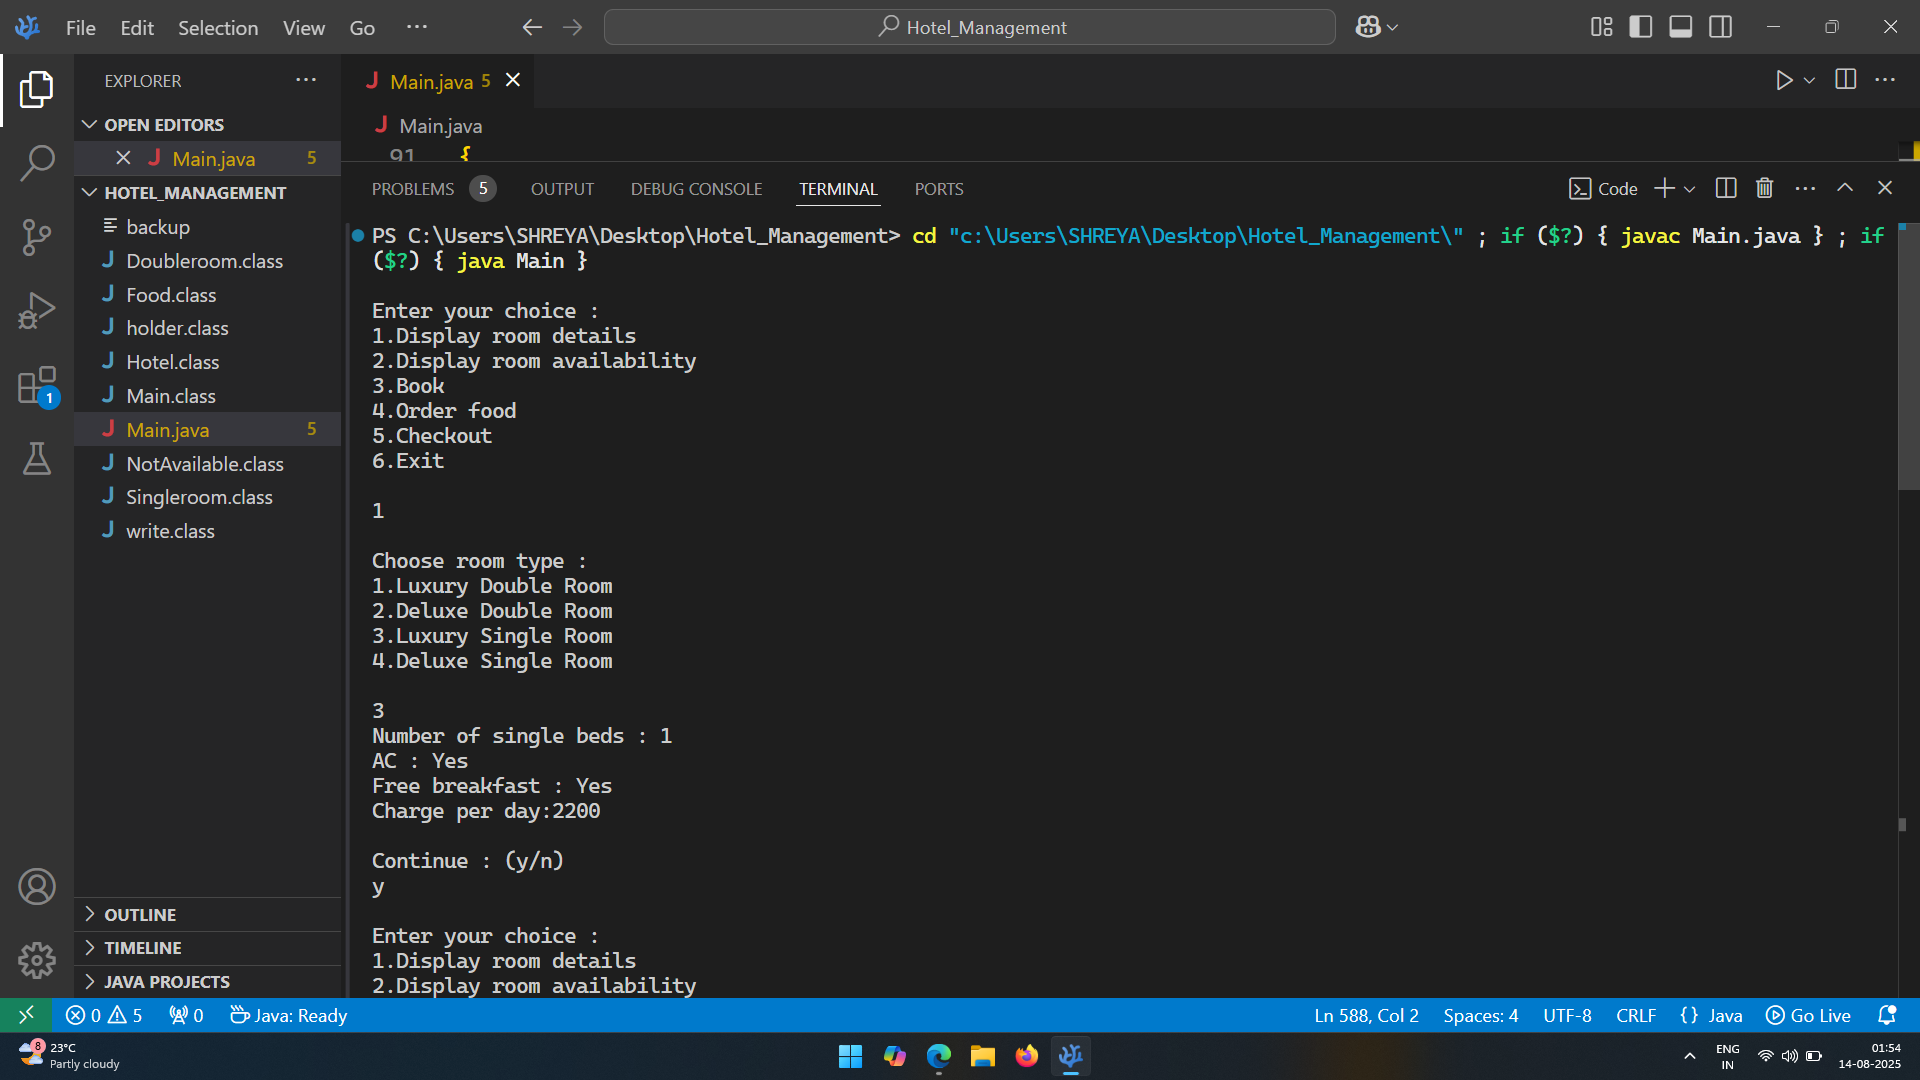 File Edit Selection View Go ... Hotel_Management
EXPLORER ...
OPEN EDITORS
Main.java 5
HOTEL_MANAGEMENT
backup
Doubleroom.class
Food.class
holder.class
Hotel.class
Main.class
Main.java 5
NotAvailable.class
Singleroom.class
write.class
OUTLINE
TIMELINE
JAVA PROJECTS
1
Main.java 5
Main.java
91 {
PROBLEMS 5 OUTPUT DEBUG CONSOLE TERMINAL PORTS Code
PS C:\Users\SHREYA\Desktop\Hotel_Management> cd "c:\Users\SHREYA\Desktop\Hotel_Management\" ; if ($?) { javac Main.java } ; if
($?) { java Main }
Enter your choice :
1.Display room details
2.Display room availability
3.Book
4.Order food
5.Checkout
6.Exit
1
Choose room type :
1.Luxury Double Room
2.Deluxe Double Room
3.Luxury Single Room
4.Deluxe Single Room
3
Number of single beds : 1
AC : Yes
Free breakfast : Yes
Charge per day:2200
Continue : (y/n)
y
Enter your choice :
1.Display room details
2.Display room availability
0 5 0 Java: Ready Ln 588, Col 2 Spaces: 4 UTF-8 CRLF {} Java Go Live
8
23°C
Partly cloudy
ENG
IN
01:54
14-08-2025